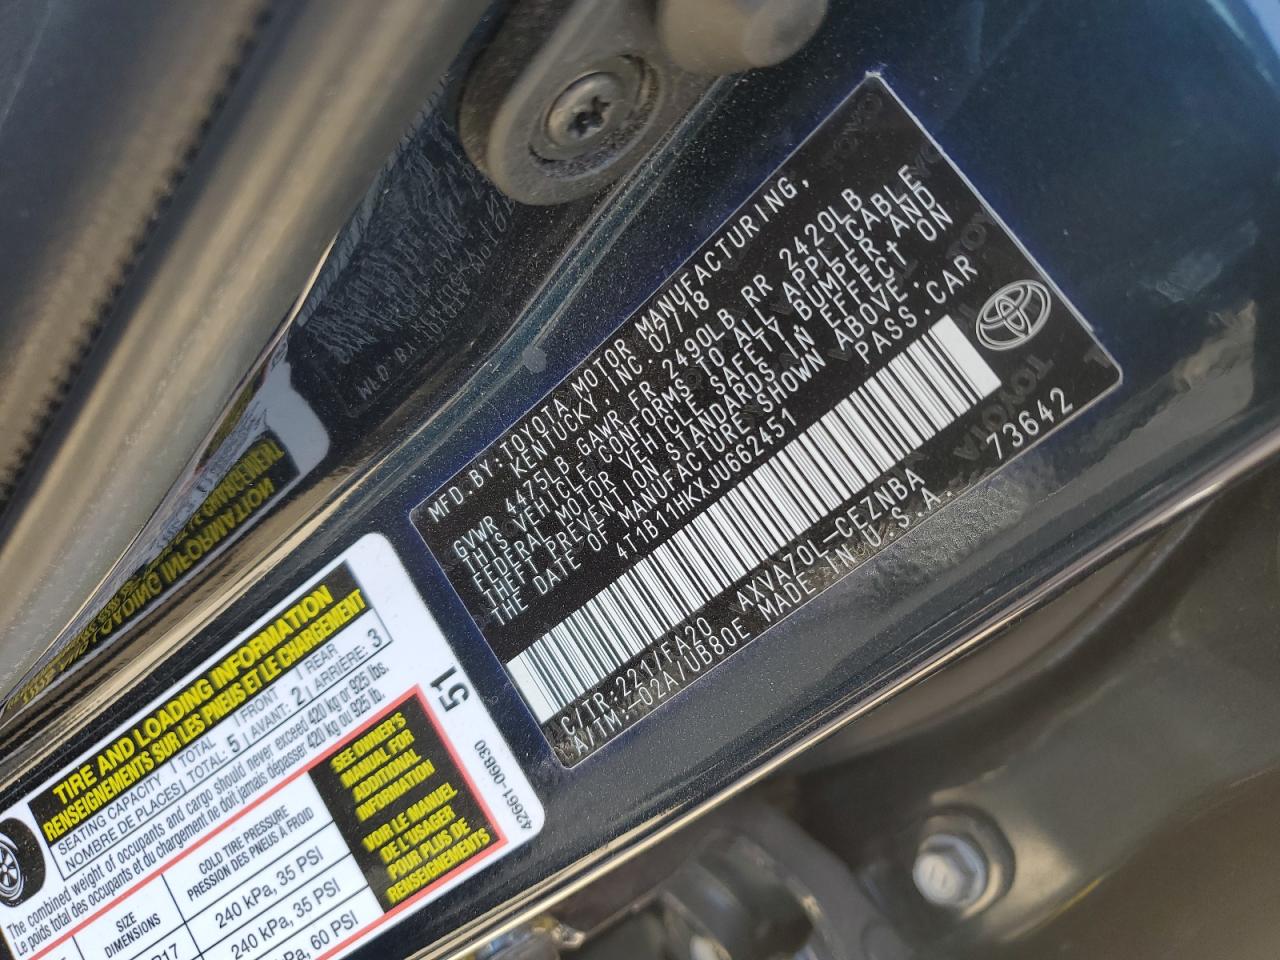 MFD.BY:TOYOTA MOTOR MANUFACTURING,
KENTUCKY,INC 07/18
GVWR 4475LB GAWR FR 2490LB RR 2420LB
THIS VEHICLE CONFORMS TO ALL APPLICABLE
FEDERAL MOTOR VEHICLE SAFETY,BUMPER,AND
THEFT PREVENTION STANDARDS IN EFFECT ON
THE DATE OF MANUFACTURE SHOWN ABOVE.
4T1B11HKXJU662451 PASS.CAR
C/TR:221/FA20 AXVA70L-CEZNBA 73642
A/TM:-02A/UB80E MADE IN U.S.A.
TOYOTA
TIRE AND LOADING INFORMATION
RENSEIGNEMENTS SUR LES PNEUS ET LE CHARGEMENT
SEATING CAPACITY TOTAL FRONT REAR
NOMBRE DE PLACES TOTAL: 5 AVANT: 2 ARRIÈRE: 3
The combined weight of occupants and cargo should never exceed 420 kg or 925 lbs.
Le poids total des occupants et du chargement ne doit jamais dépasser 420 kg ou 925 lb.
SIZE
DIMENSIONS
COLD TIRE PRESSURE
PRESSION DES PNEUS À FROID
240 kPa, 35 PSI
240 kPa, 35 PSI
kPa, 60 PSI
SEE OWNER'S
MANUAL FOR
ADDITIONAL
INFORMATION
VOIR LE MANUEL
DE L'USAGER
POUR PLUS DE
RENSEIGNEMENTS
51
42661-06B30